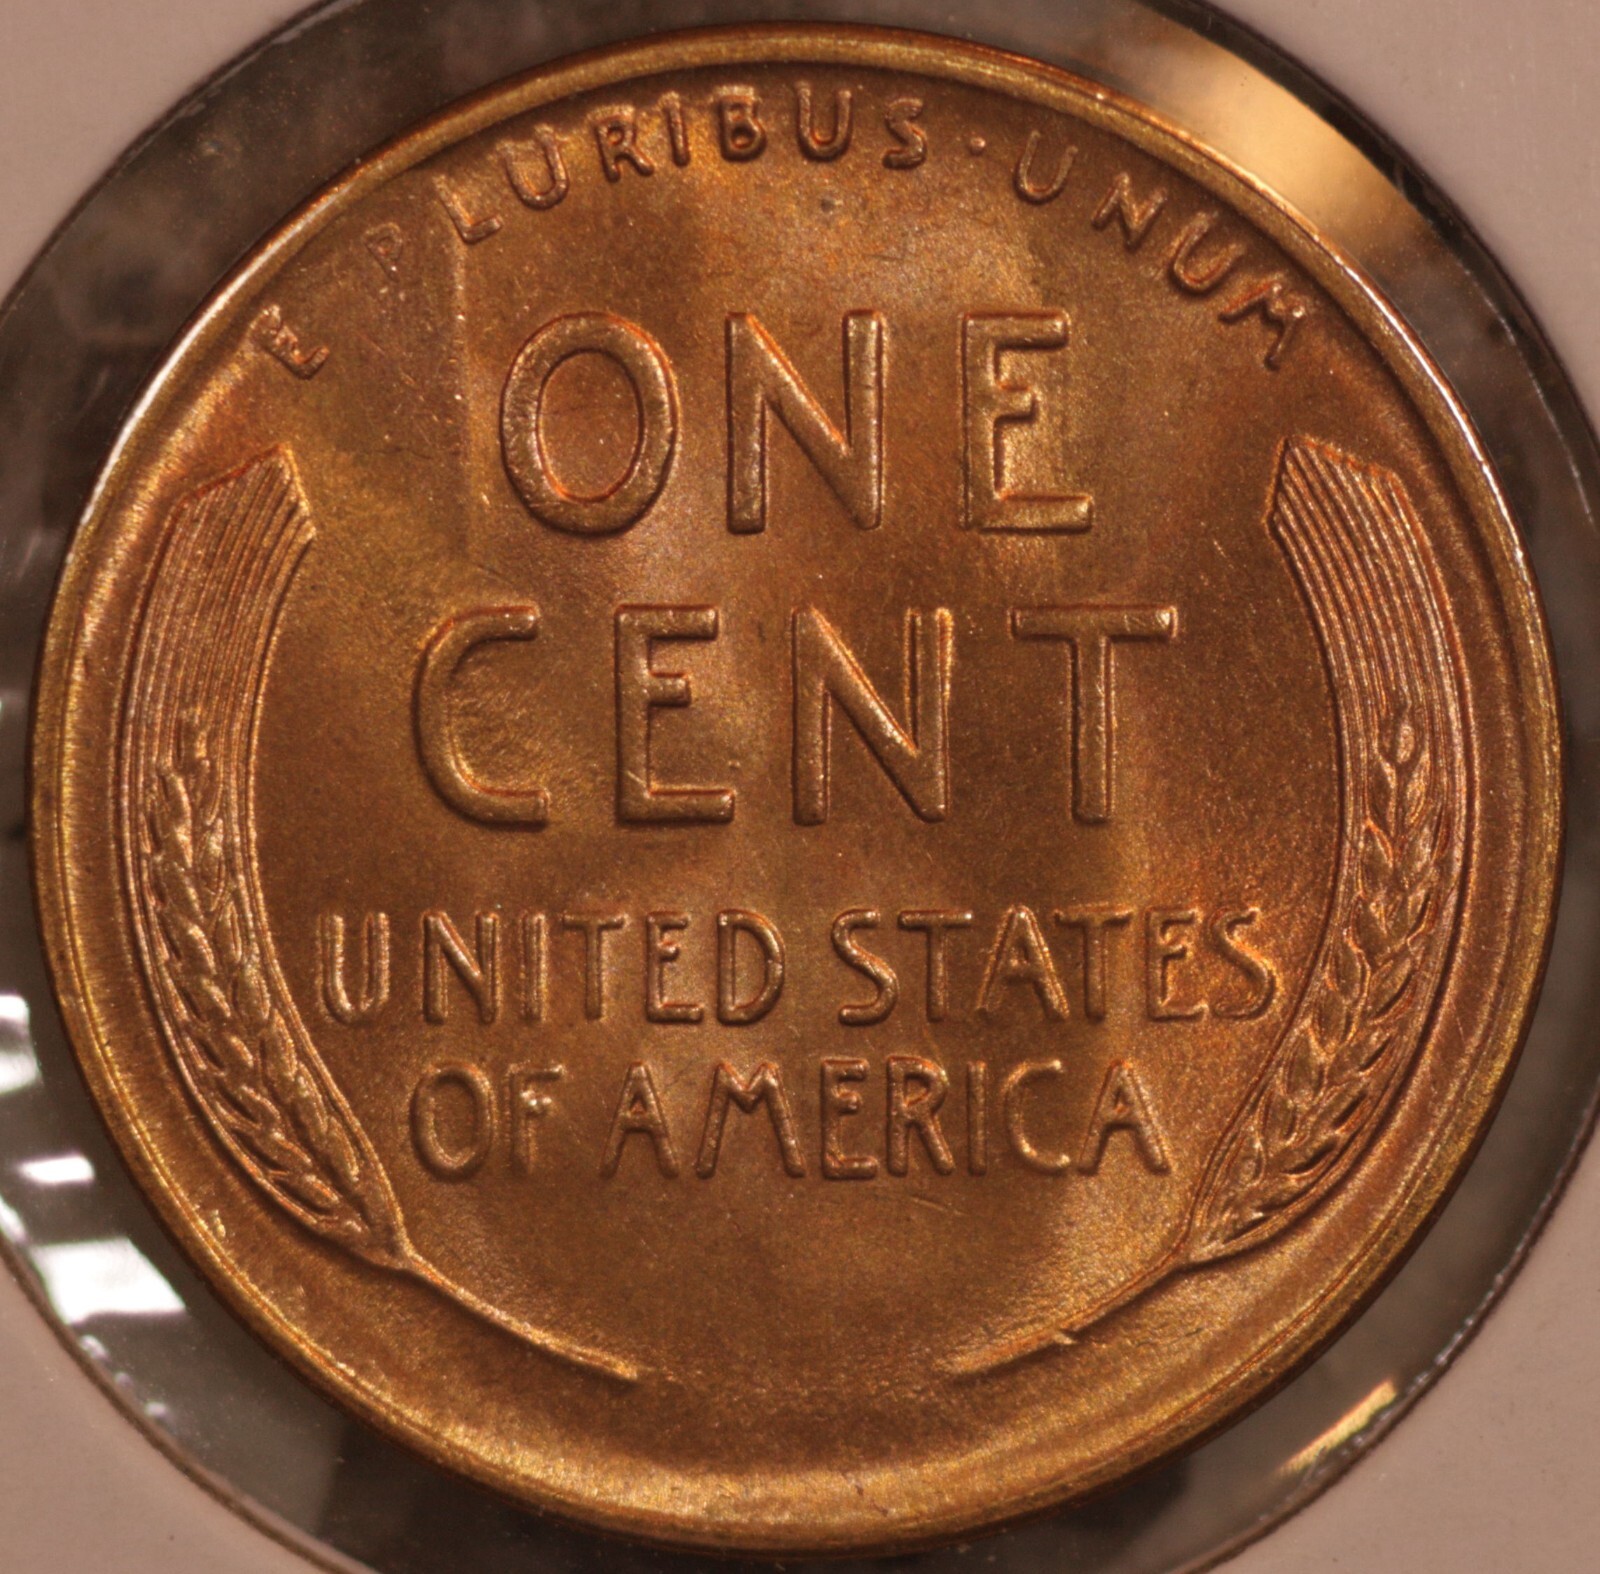 E PLURIBUS · UNUM
ONE
CENT
UNITED STATES
OF AMERICA